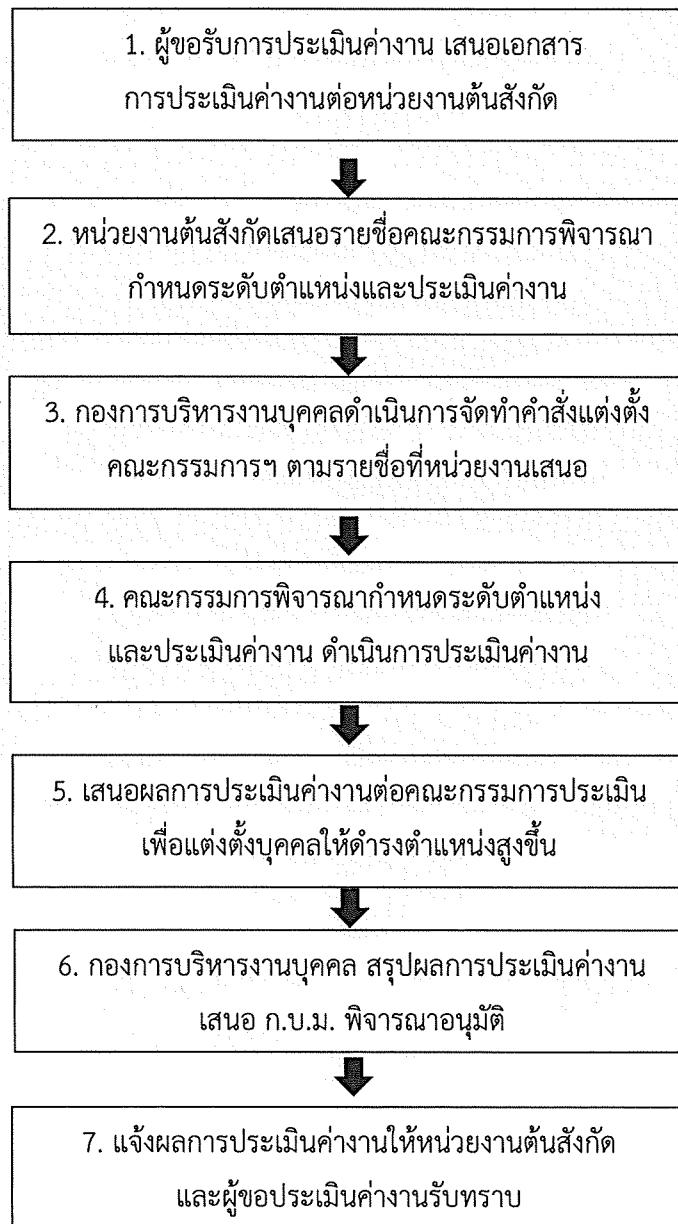 1. ผู้ขอรับการประเมินค่างาน เสนอเอกสาร
การประเมินค่างานต่อหน่วยงานต้นสังกัด
2. หน่วยงานต้นสังกัดเสนอรายชื่อคณะกรรมการพิจารณา
กำหนดระดับตำแหน่งและประเมินค่างาน
3. กองการบริหารงานบุคคลดำเนินการจัดทำคำสั่งแต่งตั้ง
คณะกรรมการฯ ตามรายชื่อที่หน่วยงานเสนอ
4. คณะกรรมการพิจารณากำหนดระดับตำแหน่ง
และประเมินค่างาน ดำเนินการประเมินค่างาน
5. เสนอผลการประเมินค่างานต่อคณะกรรมการประเมิน
เพื่อแต่งตั้งบุคคลให้ดำรงตำแหน่งสูงขึ้น
6. กองการบริหารงานบุคคล สรุปผลการประเมินค่างาน
เสนอ ก.บ.ม. พิจารณาอนุมัติ
7. แจ้งผลการประเมินค่างานให้หน่วยงานต้นสังกัด
และผู้ขอประเมินค่างานรับทราบ